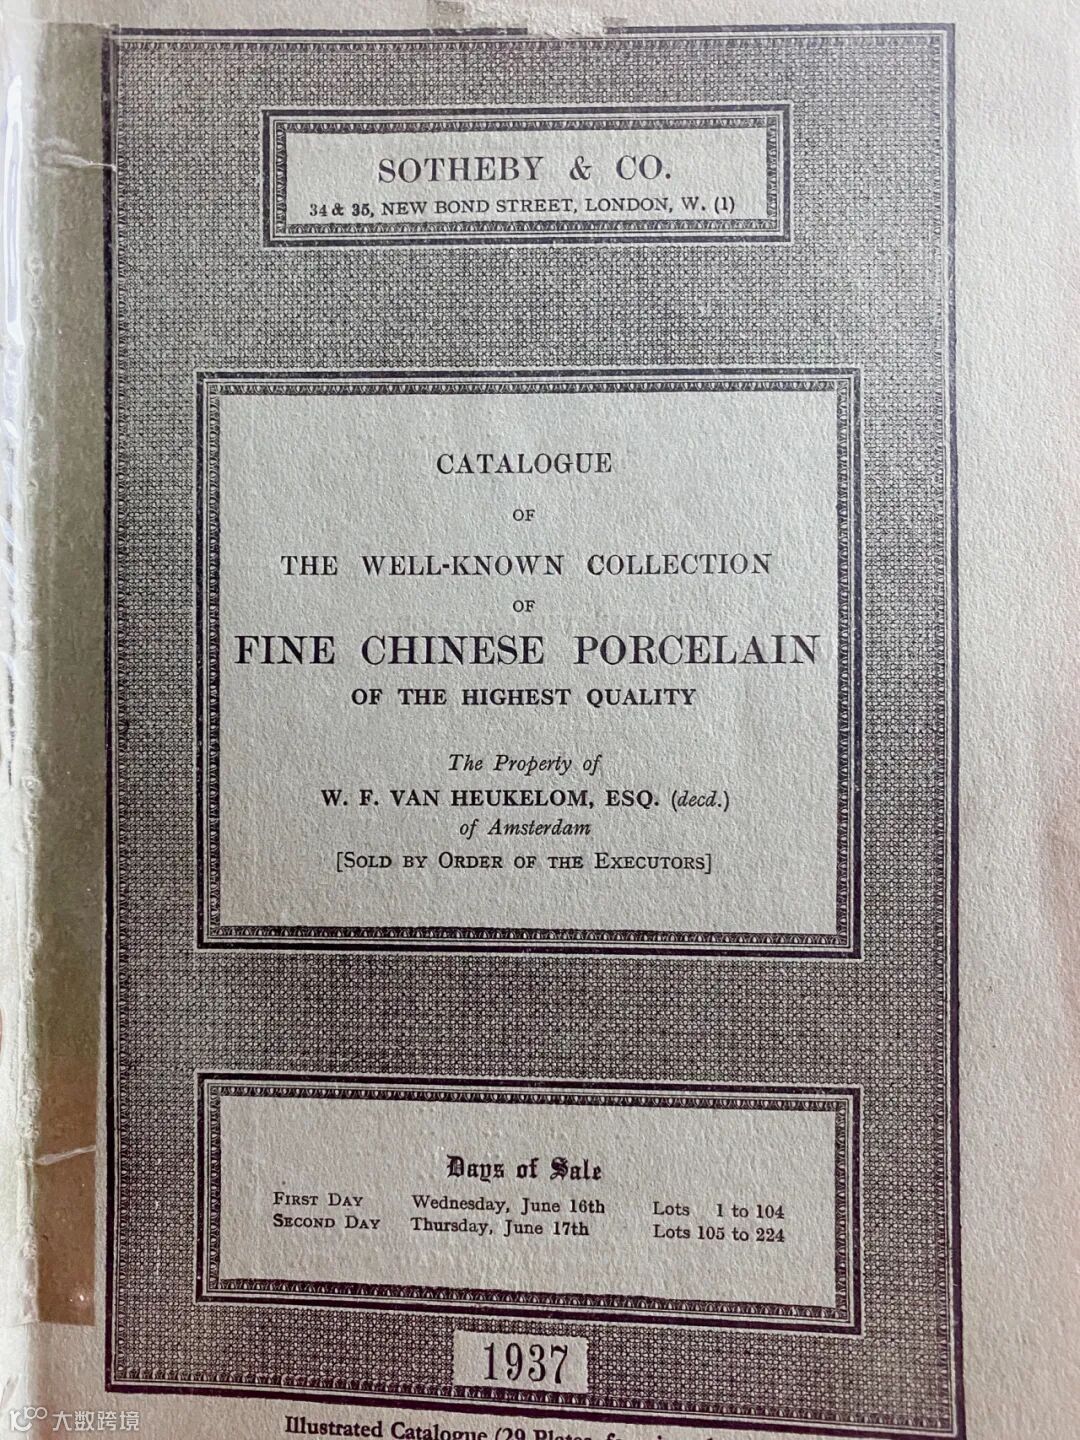 SOTHEBY & CO.
34 & 35, NEW BOND STREET, LONDON, W. (1)
CATALOGUE
OF
THE WELL-KNOWN COLLECTION
OF
FINE CHINESE PORCELAIN
OF THE HIGHEST QUALITY
The Property of
W. F. VAN HEUKELOM, ESQ. (decd.)
of Amsterdam
[SOLD BY ORDER OF THE EXECUTORS]
Days of Sale
FIRST DAY Wednesday, June 16th Lots 1 to 104
SECOND DAY Thursday, June 17th Lots 105 to 224
1937
Illustrated Catalogue (29 Plates,
大数跨境